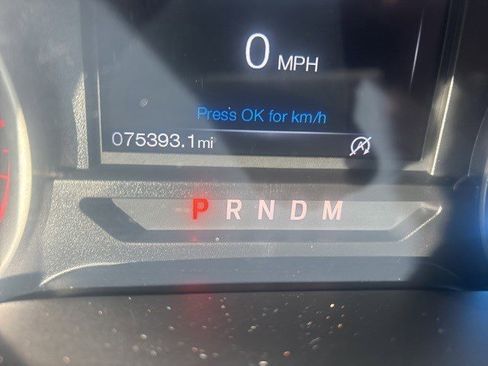 0 MPH
Press OK for km/h
075393.1mi
P R N D M